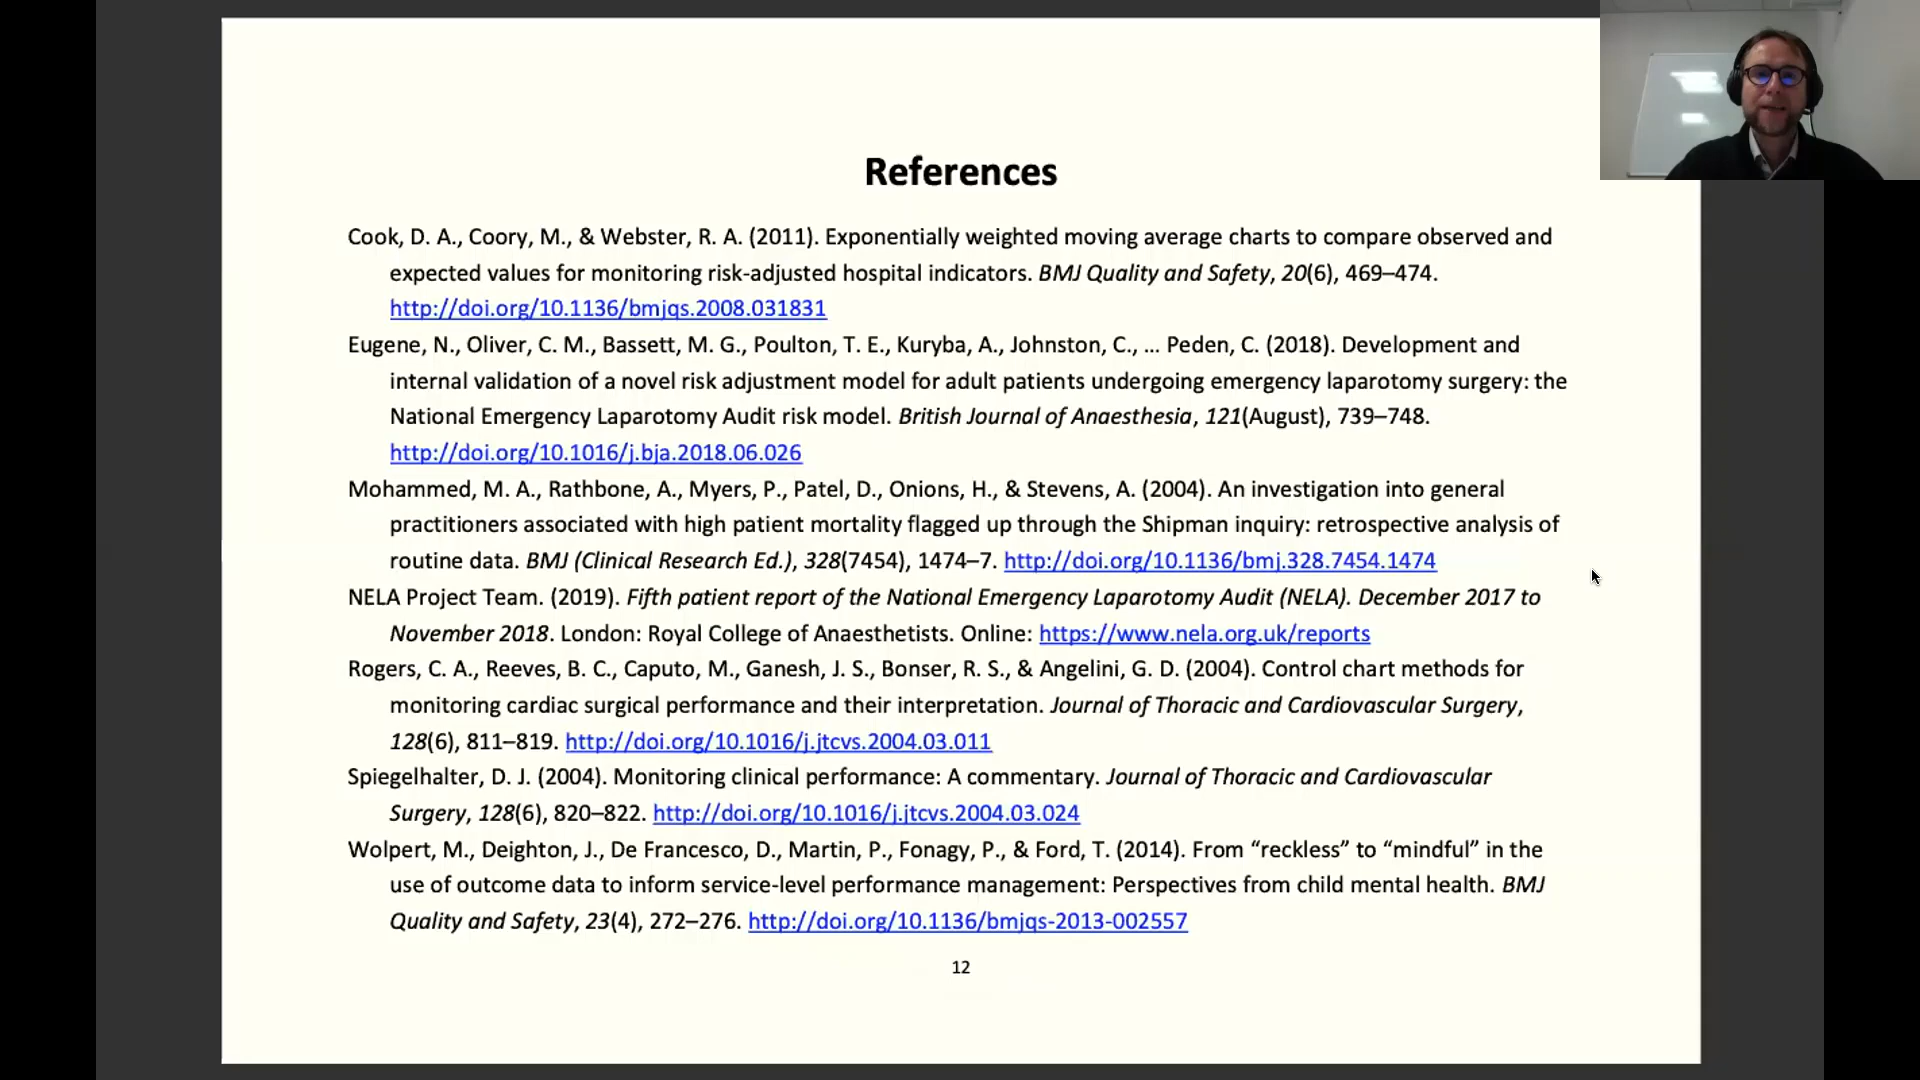 References
Cook, D. A., Coory, M., & Webster, R. A. (2011). Exponentially weighted moving average charts to compare observed and
expected values for monitoring risk-adjusted hospital indicators. BMJ Quality and Safety, 20(6), 469–474.
http://doi.org/10.1136/bmjqs.2008.031831
Eugene, N., Oliver, C. M., Bassett, M. G., Poulton, T. E., Kuryba, A., Johnston, C., … Peden, C. (2018). Development and
internal validation of a novel risk adjustment model for adult patients undergoing emergency laparotomy surgery: the
National Emergency Laparotomy Audit risk model. British Journal of Anaesthesia, 121(August), 739–748.
http://doi.org/10.1016/j.bja.2018.06.026
Mohammed, M. A., Rathbone, A., Myers, P., Patel, D., Onions, H., & Stevens, A. (2004). An investigation into general
practitioners associated with high patient mortality flagged up through the Shipman inquiry: retrospective analysis of
routine data. BMJ (Clinical Research Ed.), 328(7454), 1474–7. http://doi.org/10.1136/bmj.328.7454.1474
NELA Project Team. (2019). Fifth patient report of the National Emergency Laparotomy Audit (NELA). December 2017 to
November 2018. London: Royal College of Anaesthetists. Online: https://www.nela.org.uk/reports
Rogers, C. A., Reeves, B. C., Caputo, M., Ganesh, J. S., Bonser, R. S., & Angelini, G. D. (2004). Control chart methods for
monitoring cardiac surgical performance and their interpretation. Journal of Thoracic and Cardiovascular Surgery,
128(6), 811–819. http://doi.org/10.1016/j.jtcvs.2004.03.011
Spiegelhalter, D. J. (2004). Monitoring clinical performance: A commentary. Journal of Thoracic and Cardiovascular
Surgery, 128(6), 820–822. http://doi.org/10.1016/j.jtcvs.2004.03.024
Wolpert, M., Deighton, J., De Francesco, D., Martin, P., Fonagy, P., & Ford, T. (2014). From “reckless” to “mindful” in the
use of outcome data to inform service-level performance management: Perspectives from child mental health. BMJ
Quality and Safety, 23(4), 272–276. http://doi.org/10.1136/bmjqs-2013-002557
12